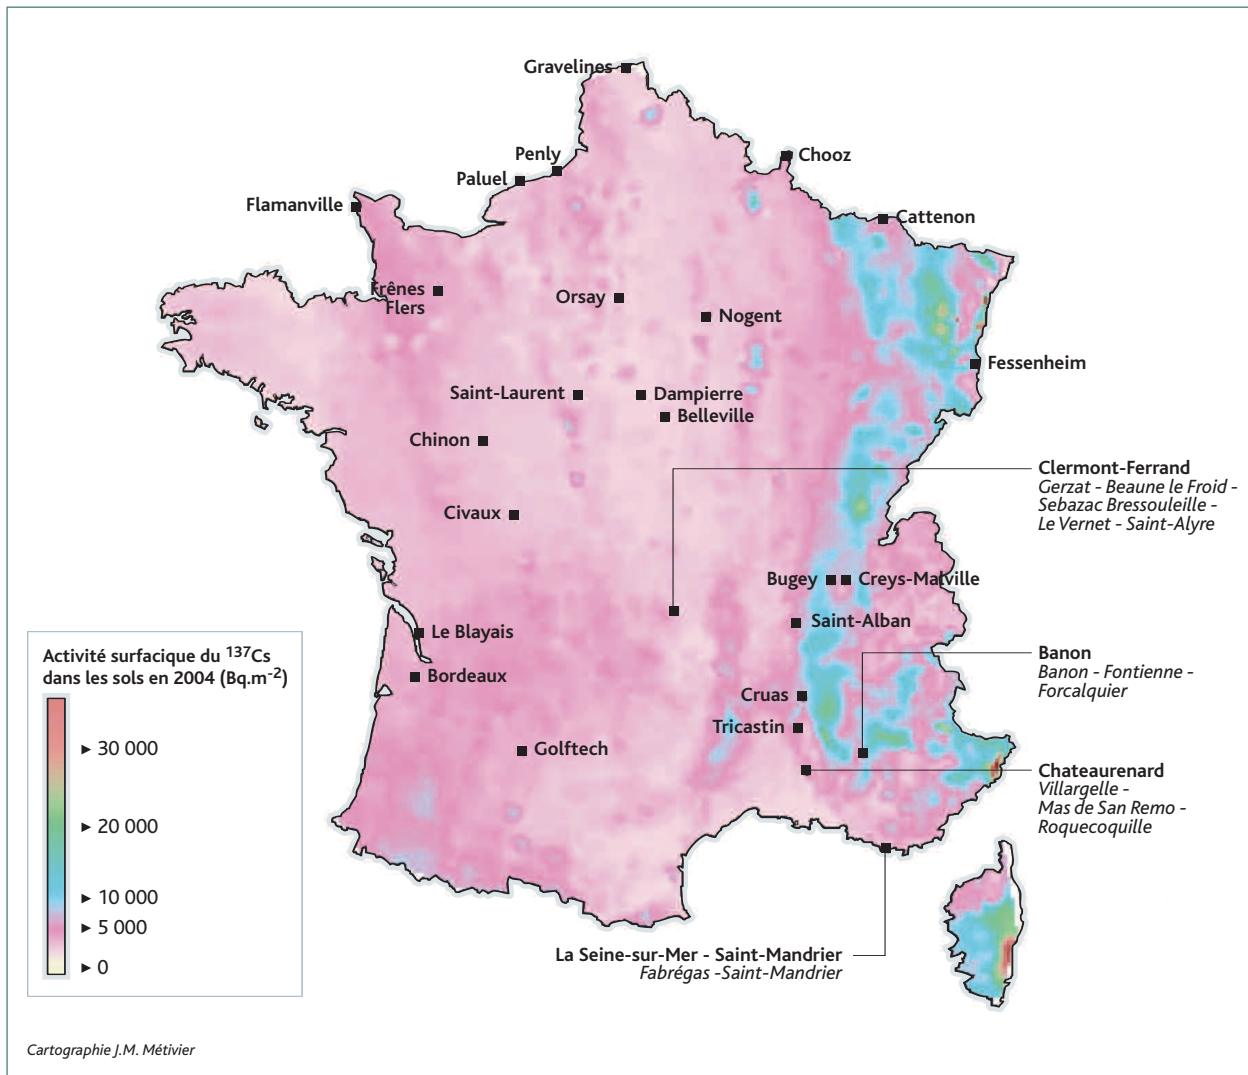 Gravelines
Penly
Chooz
Paluel
Flamanville
Cattenon
Frênes
Flers
Orsay
Nogent
Fessenheim
Saint-Laurent
Dampierre
Belleville
Chinon
Clermont-Ferrand
Gerzat - Beaune le Froid -
Sebazac Bressouleille -
Le Vernet - Saint-Alyre
Civaux
Bugey
Creys-Malville
Saint-Alban
Le Blayais
Bordeaux
Banon
Banon - Fontienne -
Forcalquier
Cruas
Tricastin
Golftech
Chateaurenard
Villargelle -
Mas de San Remo -
Roquecoquille
La Seine-sur-Mer - Saint-Mandrier
Fabrégas -Saint-Mandrier
Activité surfacique du 137Cs
dans les sols en 2004 (Bq.m-2)
30 000
20 000
10 000
5 000
0
Cartographie J.M. Métivier